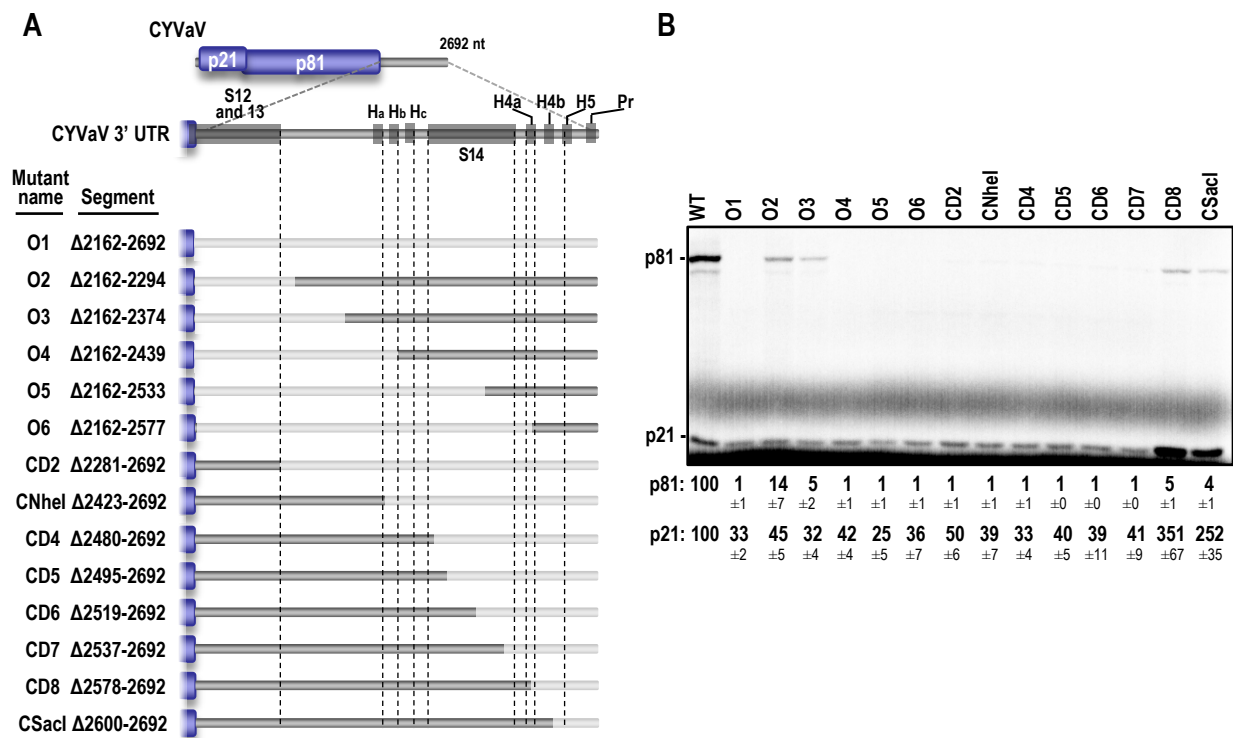 A
CYVaV
2692 nt
p21
p81
S12
and 13
Ha Hb Hc
H4a
H4b
H5
Pr
CYVaV 3’ UTR
S14
Mutant
name
Segment
O1 Δ2162-2692
O2 Δ2162-2294
O3 Δ2162-2374
O4 Δ2162-2439
O5 Δ2162-2533
O6 Δ2162-2577
CD2 Δ2281-2692
CNheI Δ2423-2692
CD4 Δ2480-2692
CD5 Δ2495-2692
CD6 Δ2519-2692
CD7 Δ2537-2692
CD8 Δ2578-2692
CSacI Δ2600-2692
B
WT O1 O2 O3 O4 O5 O6 CD2 CNheI CD4 CD5 CD6 CD7 CD8 CSacI
p81 -
p21 -
p81: 100 1 14 5 1 1 1 1 1 1 1 1 1 5 4
±1 ±7 ±2 ±1 ±1 ±1 ±1 ±1 ±1 ±0 ±0 ±0 ±1 ±1
p21: 100 33 45 32 42 25 36 50 39 33 40 39 41 351 252
±2 ±5 ±4 ±4 ±5 ±7 ±6 ±7 ±4 ±5 ±11 ±9 ±67 ±35